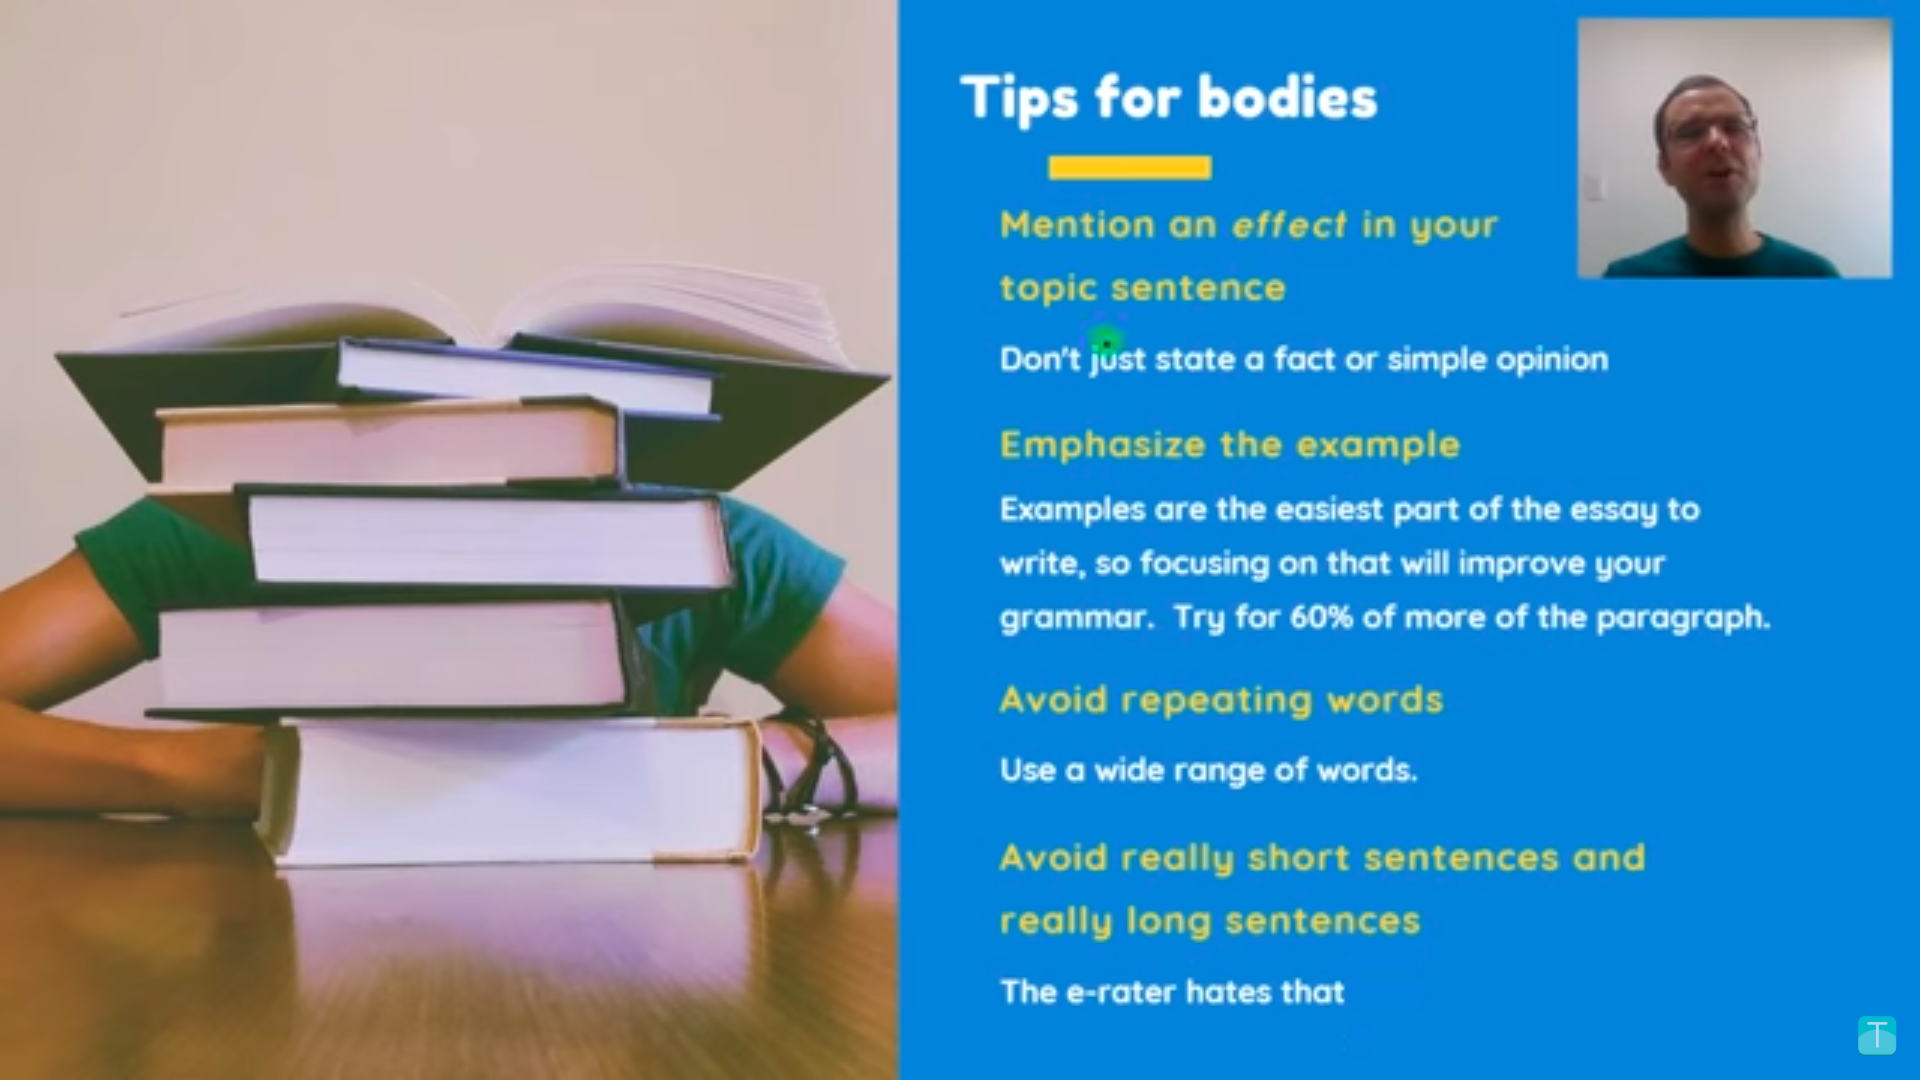 Tips for bodies
Mention an effect in your
topic sentence
Don't just state a fact or simple opinion
Emphasize the example
Examples are the easiest part of the essay to
write, so focusing on that will improve your
grammar. Try for 60% of more of the paragraph.
Avoid repeating words
Use a wide range of words.
Avoid really short sentences and
really long sentences
The e-rater hates that
T